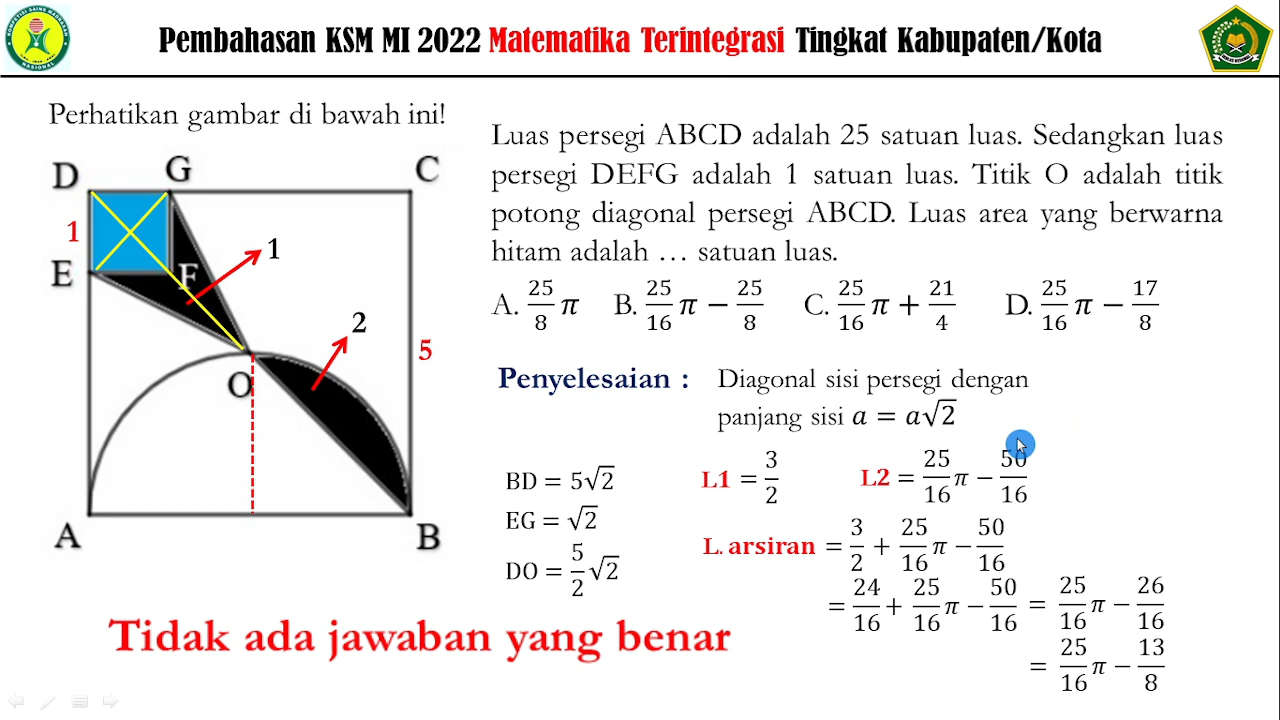 Pembahasan KSM MI 2022 Matematika Terintegrasi Tingkat Kabupaten/Kota
Perhatikan gambar di bawah ini!
Luas persegi ABCD adalah 25 satuan luas. Sedangkan luas
persegi DEFG adalah 1 satuan luas. Titik O adalah titik
potong diagonal persegi ABCD. Luas area yang berwarna
hitam adalah … satuan luas.
A. 25/8 π B. 25/16 π − 25/8 C. 25/16 π + 21/4 D. 25/16 π − 17/8
D G C
1
E F
1
2
5
O
A B
Penyelesaian : Diagonal sisi persegi dengan
panjang sisi a = a√2
BD = 5√2
EG = √2
DO = 5/2 √2
L1 = 3/2
L2 = 25/16 π − 50/16
L. arsiran = 3/2 + 25/16 π − 50/16
= 24/16 + 25/16 π − 50/16 = 25/16 π − 26/16
= 25/16 π − 13/8
Tidak ada jawaban yang benar